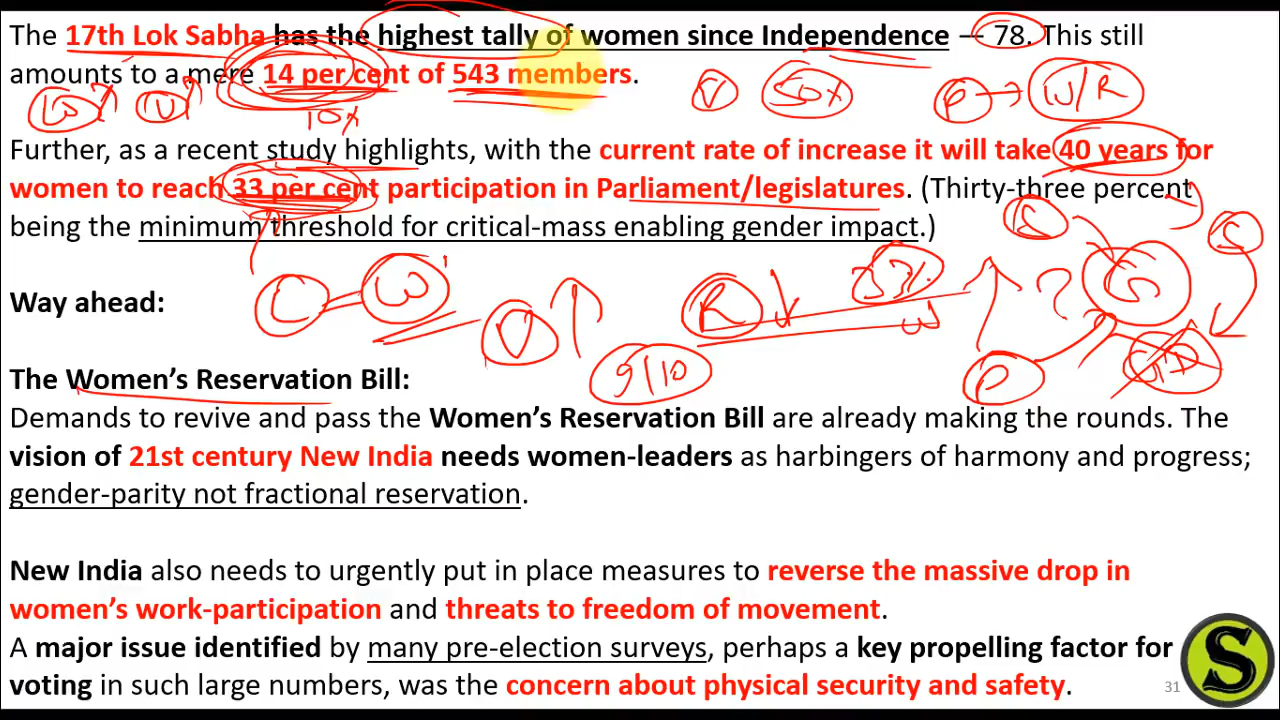 The 17th Lok Sabha has the highest tally of women since Independence — 78. This still
amounts to a mere 14 per cent of 543 members.
W V 10x V 50x P W/R
Further, as a recent study highlights, with the current rate of increase it will take 40 years for
women to reach 33 per cent participation in Parliament/legislatures. (Thirty-three percent
being the minimum threshold for critical-mass enabling gender impact.)
Way ahead:
V R 33% w ? S
9/10 P
The Women’s Reservation Bill:
Demands to revive and pass the Women’s Reservation Bill are already making the rounds. The
vision of 21st century New India needs women-leaders as harbingers of harmony and progress;
gender-parity not fractional reservation.
New India also needs to urgently put in place measures to reverse the massive drop in
women’s work-participation and threats to freedom of movement.
A major issue identified by many pre-election surveys, perhaps a key propelling factor for
voting in such large numbers, was the concern about physical security and safety.
31
S